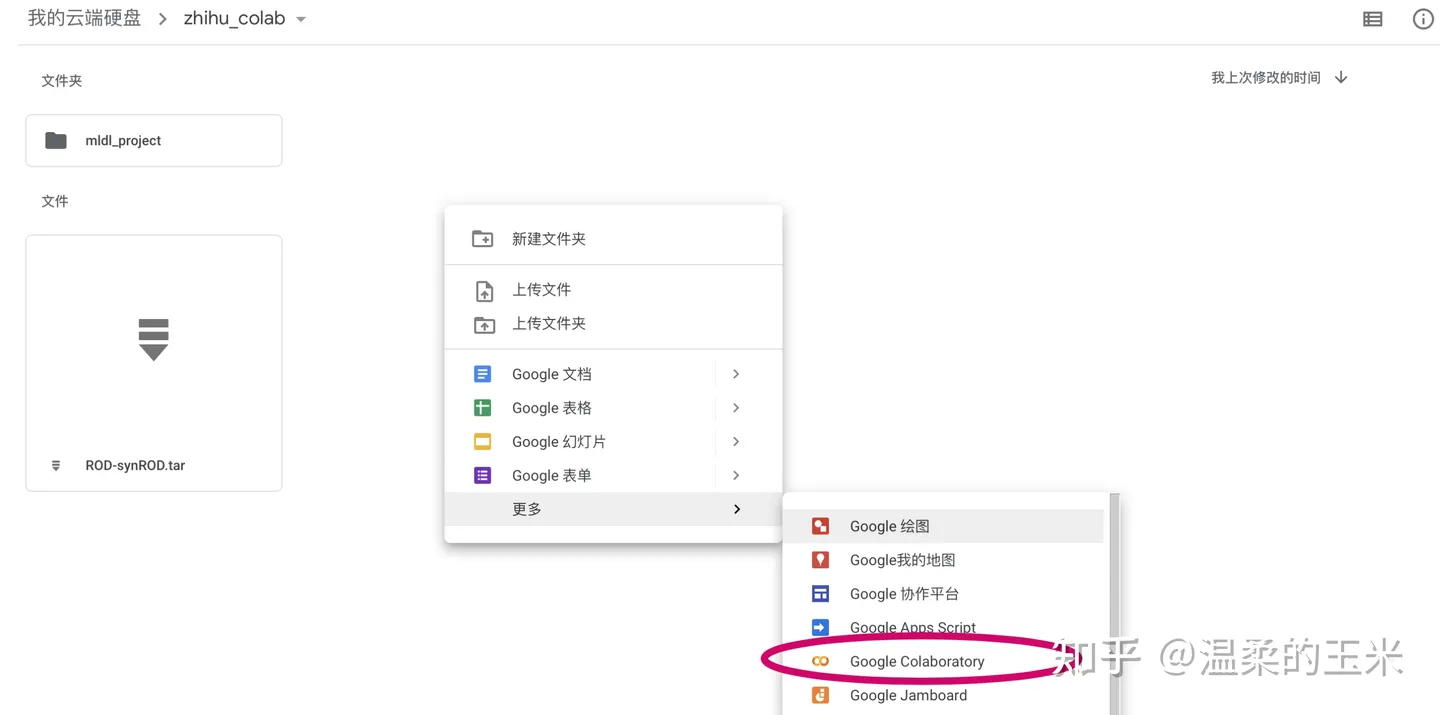 我的云端硬盘 > zhihu_colab
文件夹
我上次修改的时间
mldl_project
文件
ROD-synROD.tar
新建文件夹
上传文件
上传文件夹
Google 文档
Google 表格
Google 幻灯片
Google 表单
更多
Google 绘图
Google我的地图
Google 协作平台
Google Apps Script
Google Colaboratory
Google Jamboard
知乎 @温柔的玉米